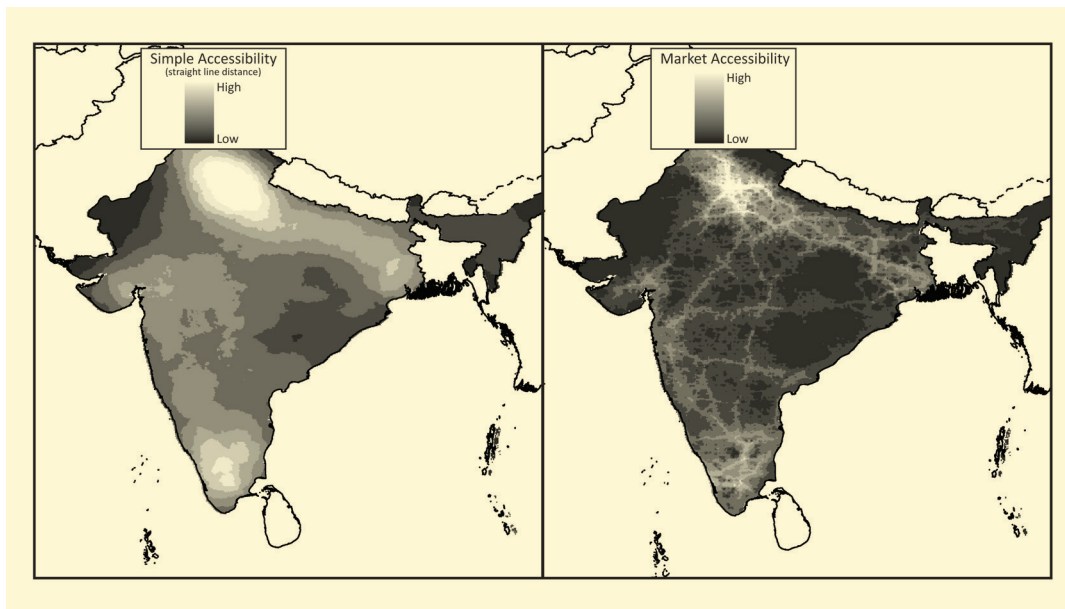 Simple Accessibility
(straight line distance)
High
Low
Market Accessibility
High
Low